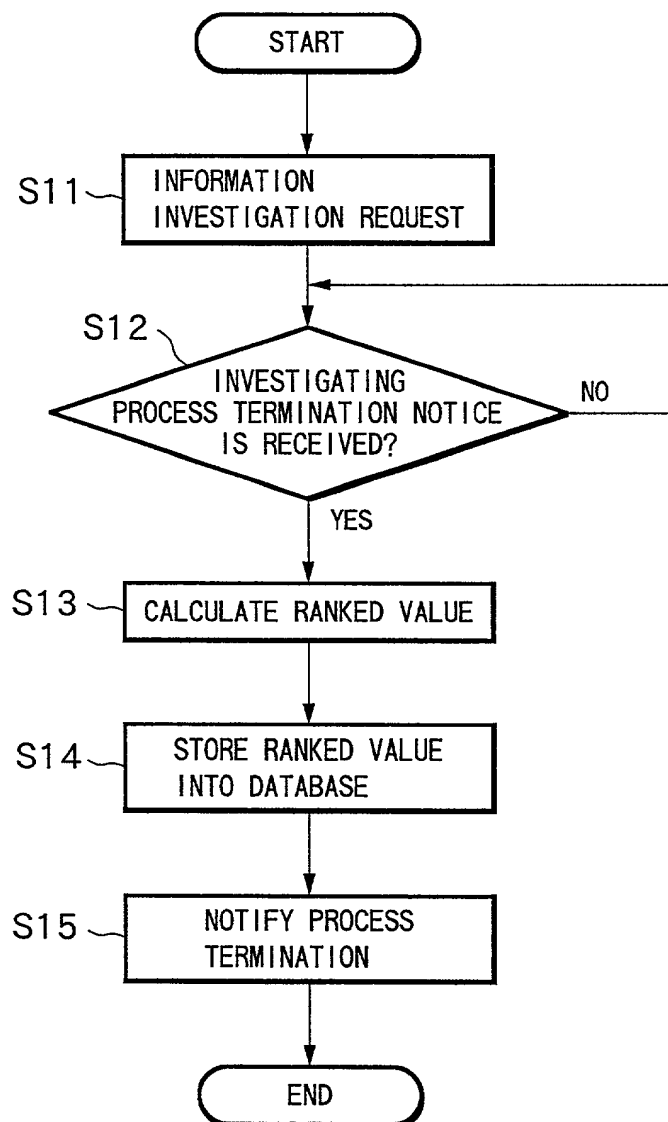 START
S11
INFORMATION
INVESTIGATION REQUEST
S12
INVESTIGATING
PROCESS TERMINATION NOTICE
IS RECEIVED?
NO
YES
S13
CALCULATE RANKED VALUE
S14
STORE RANKED VALUE
INTO DATABASE
S15
NOTIFY PROCESS
TERMINATION
END